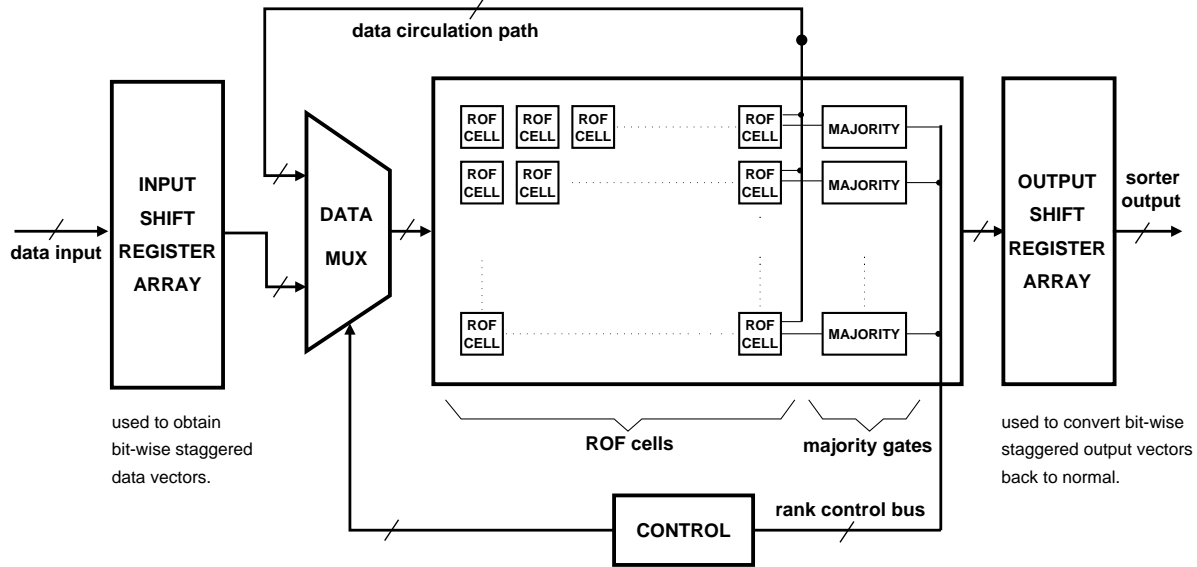 data circulation path
INPUT
SHIFT
REGISTER
ARRAY
data input
used to obtain
bit-wise staggered
data vectors.
DATA
MUX
ROF
CELL
ROF
CELL
ROF
CELL
ROF
CELL
MAJORITY
ROF
CELL
ROF
CELL
ROF
CELL
MAJORITY
ROF
CELL
ROF
CELL
MAJORITY
ROF cells
majority gates
rank control bus
CONTROL
OUTPUT
SHIFT
REGISTER
ARRAY
sorter
output
used to convert bit-wise
staggered output vectors
back to normal.